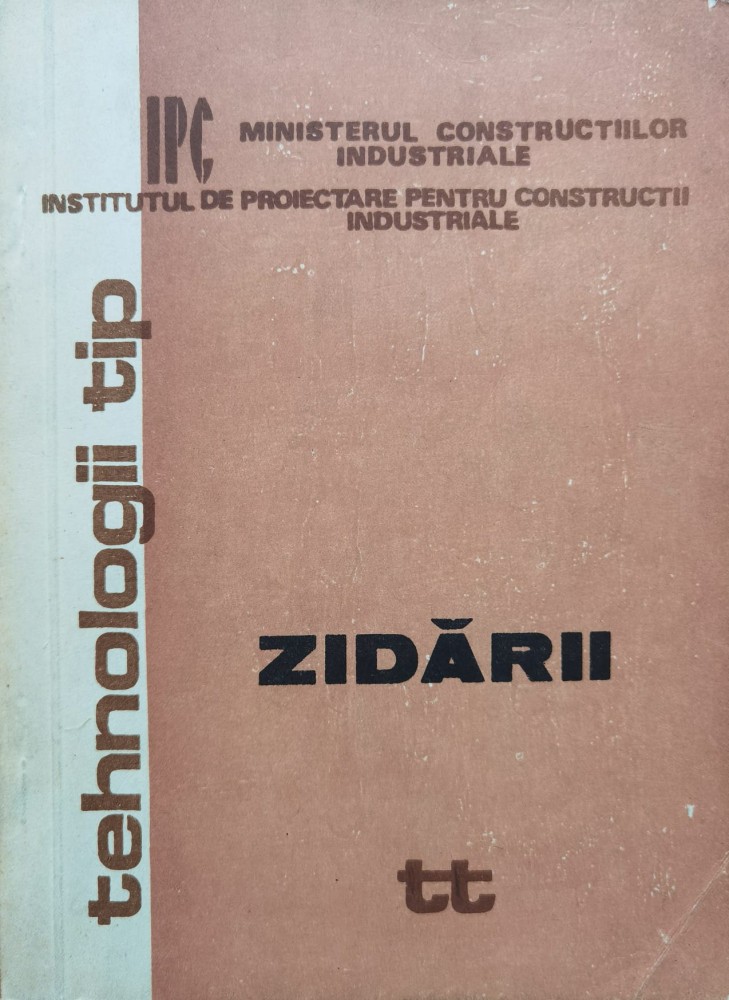 IPC
MINISTERUL CONSTRUCTIILOR
INDUSTRIALE
INSTITUTUL DE PROIECTARE PENTRU CONSTRUCTII
INDUSTRIALE
tehnologii tip
ZIDĂRII
tt